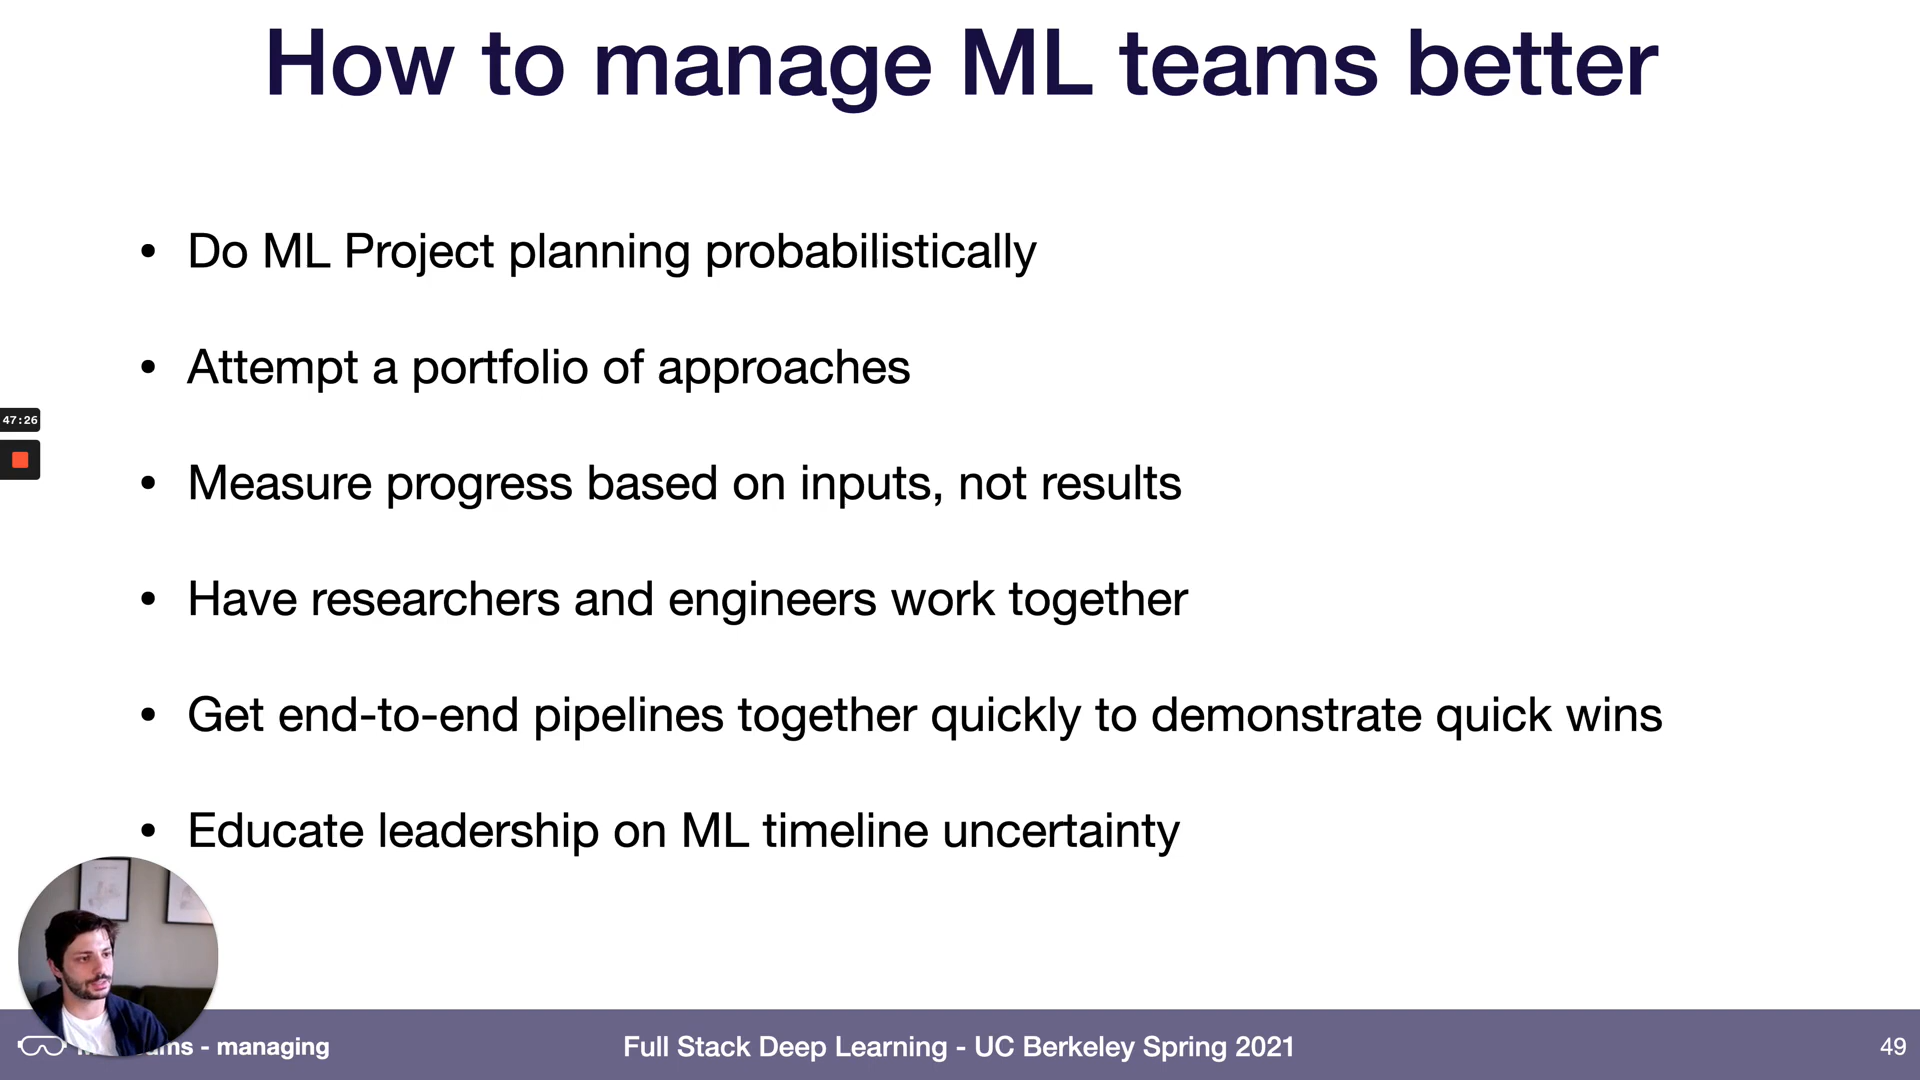 How to manage ML teams better
• Do ML Project planning probabilistically
• Attempt a portfolio of approaches
47:26
• Measure progress based on inputs, not results
• Have researchers and engineers work together
• Get end-to-end pipelines together quickly to demonstrate quick wins
• Educate leadership on ML timeline uncertainty
- managing
Full Stack Deep Learning - UC Berkeley Spring 2021
49